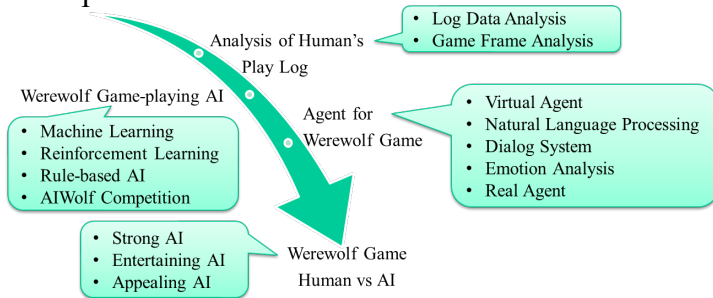 Analysis of Human's
Play Log
• Log Data Analysis
• Game Frame Analysis
Werewolf Game-playing AI
• Machine Learning
• Reinforcement Learning
• Rule-based AI
• AIWolf Competition
Agent for
Werewolf Game
• Virtual Agent
• Natural Language Processing
• Dialog System
• Emotion Analysis
• Real Agent
• Strong AI
• Entertaining AI
• Appealing AI
Werewolf Game
Human vs AI